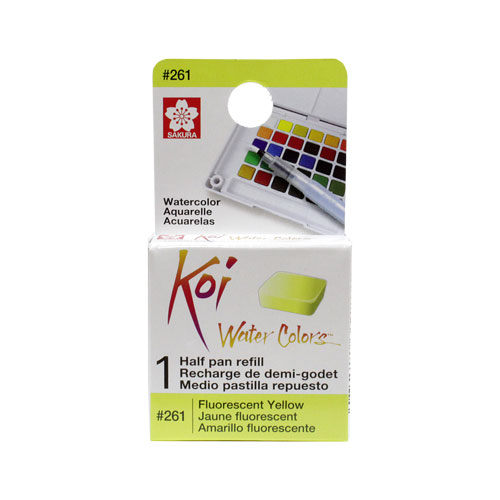 #261
SAKURA
Watercolor
Aquarelle
Acuarelas
Koi
Water Colors
1 Half pan refill
Recharge de demi-godet
Medio pastilla repuesto
#261 Fluorescent Yellow
Jaune fluorescent
Amarillo fluorescente